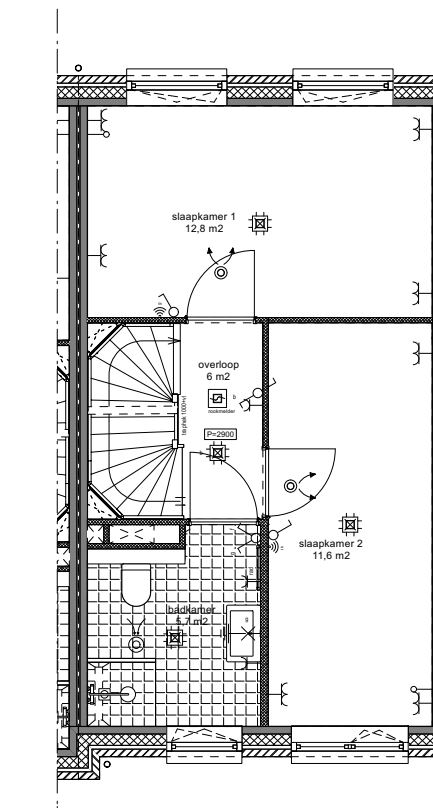 slaapkamer 1
12,8 m2
overloop
6 m2
b
rookmelder
P=2900
slaapkamer 2
11,6 m2
badkamer
5,7 m2
rad